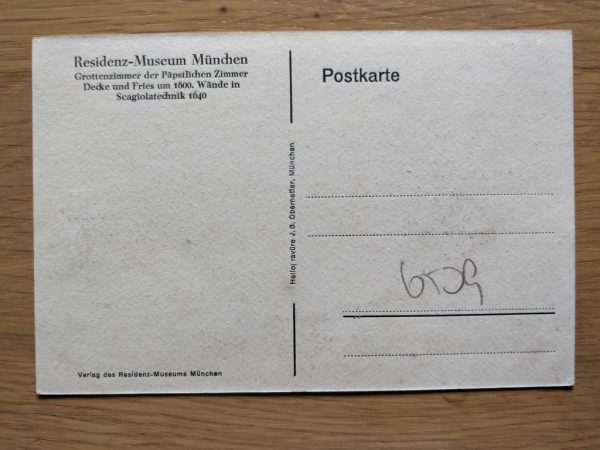 Residenz-Museum München
Grottenzimmer der Päpstlichen Zimmer
Decke und Fries um 1600. Wände in
Scagliolatechnik 1640
Postkarte
Heliogravüre J. B. Obernetter, München
Verlag des Residenz-Museums München